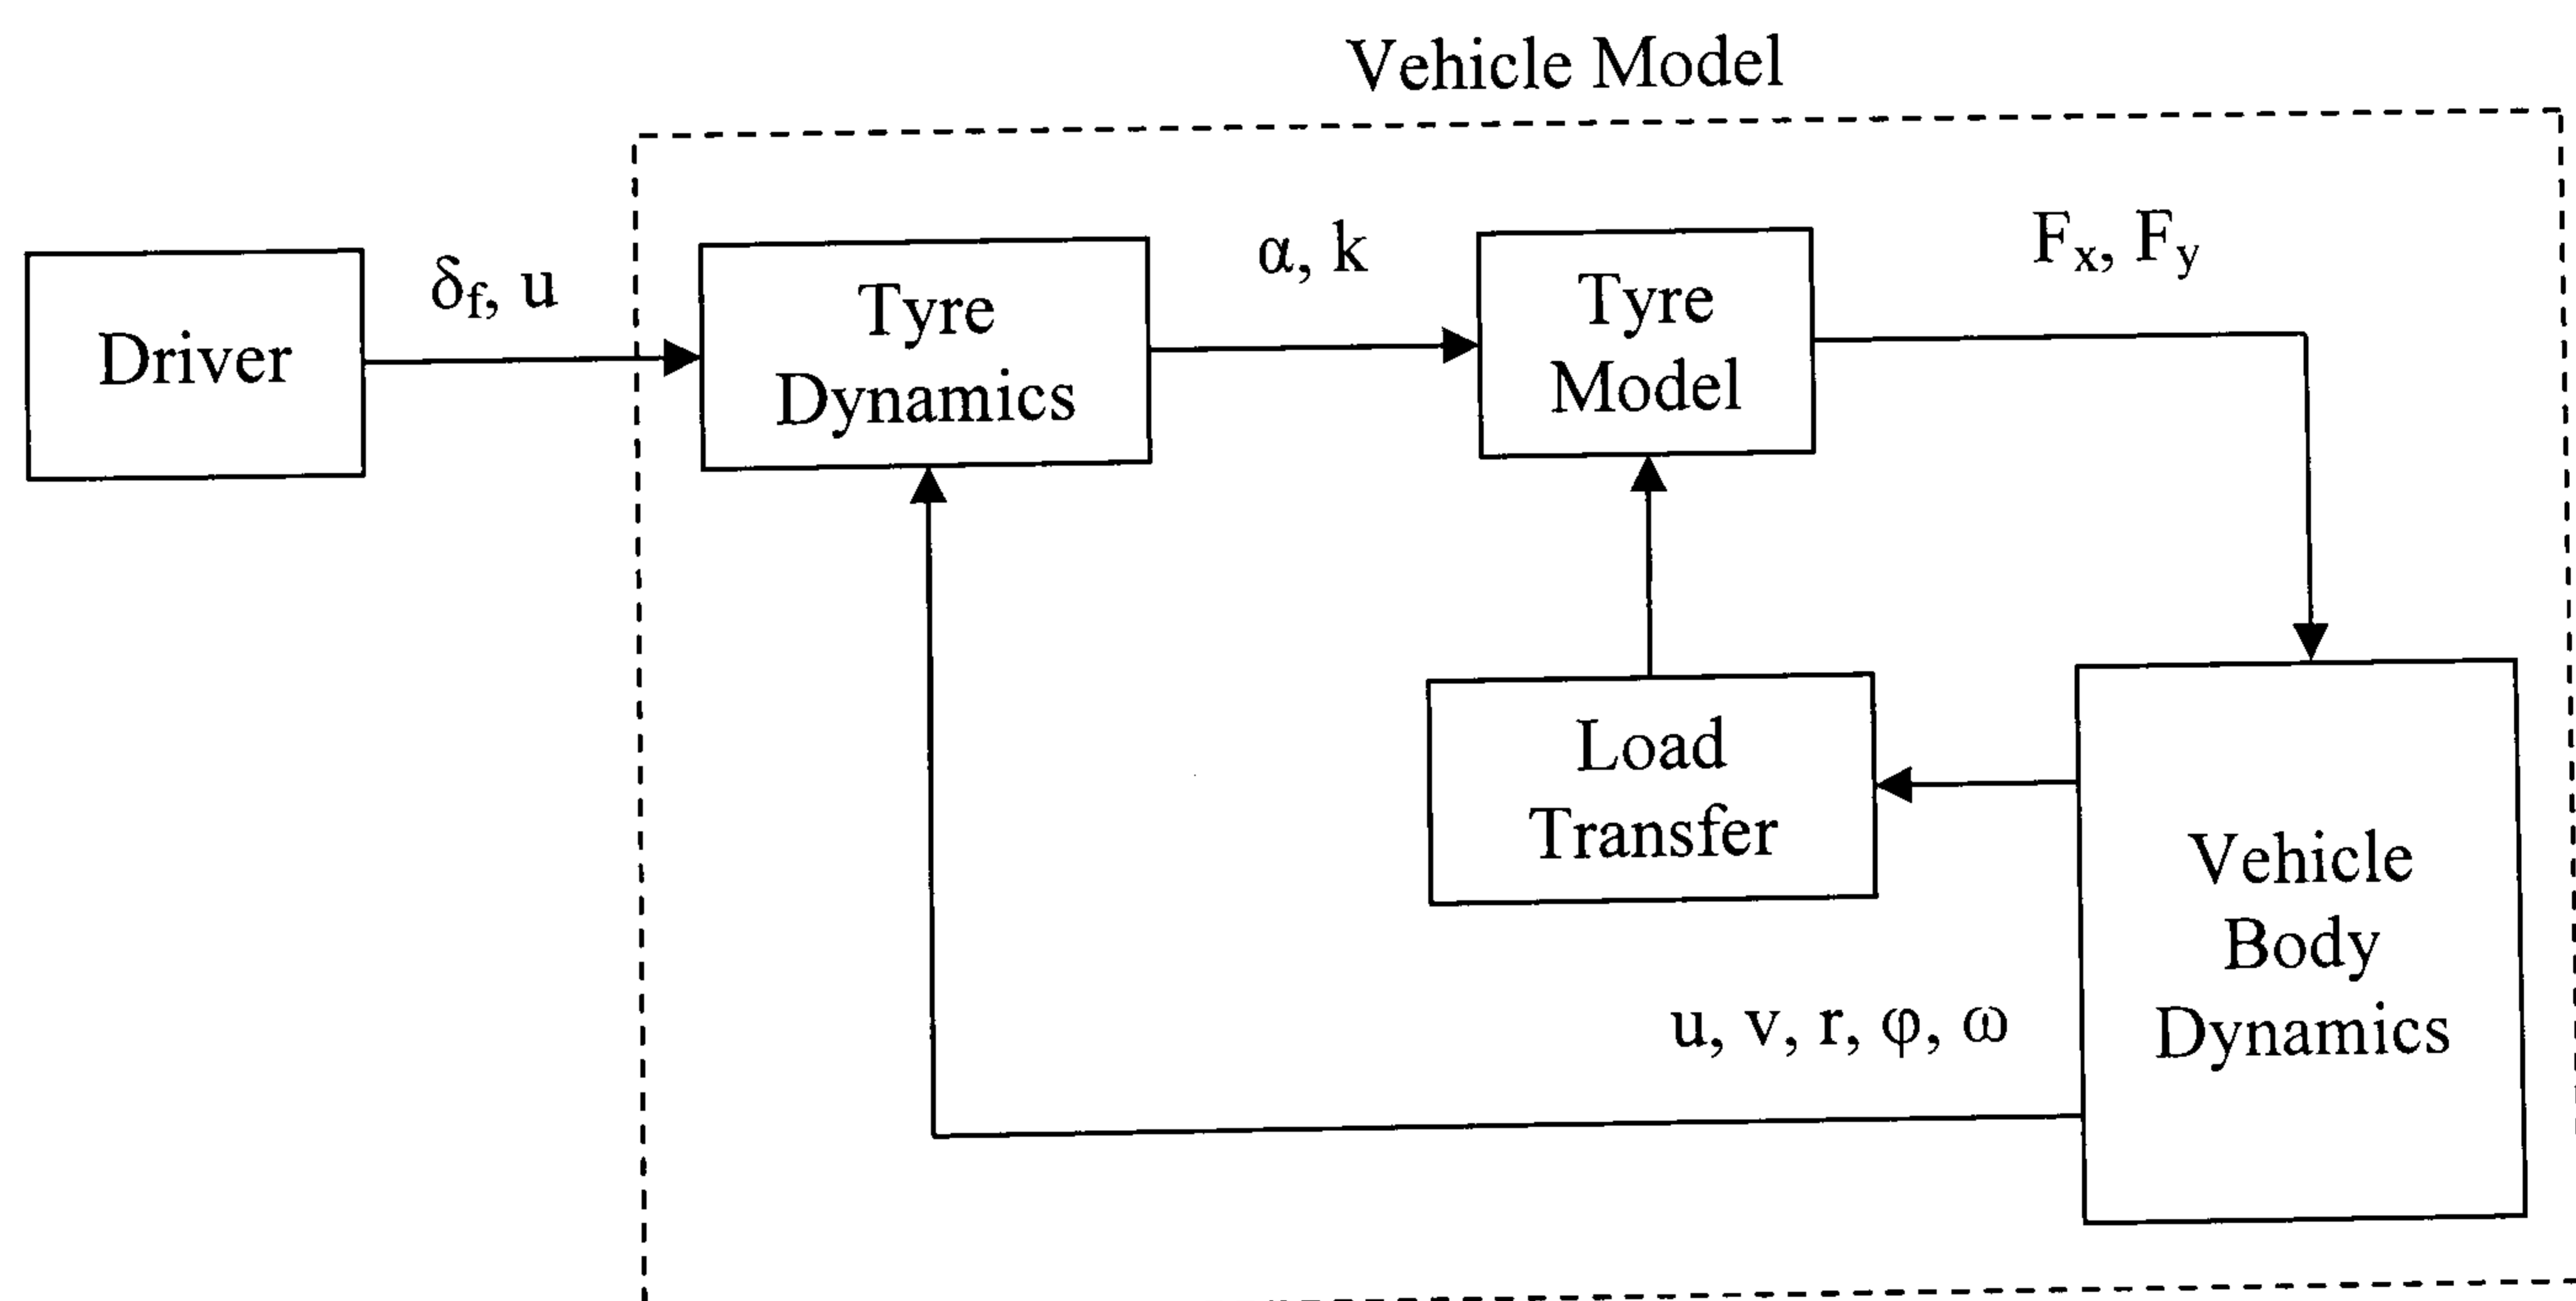 Vehicle Model
Driver
δf, u
Tyre
Dynamics
α, k
Tyre
Model
Fx, Fy
Load
Transfer
Vehicle
Body
Dynamics
u, v, r, φ, ω